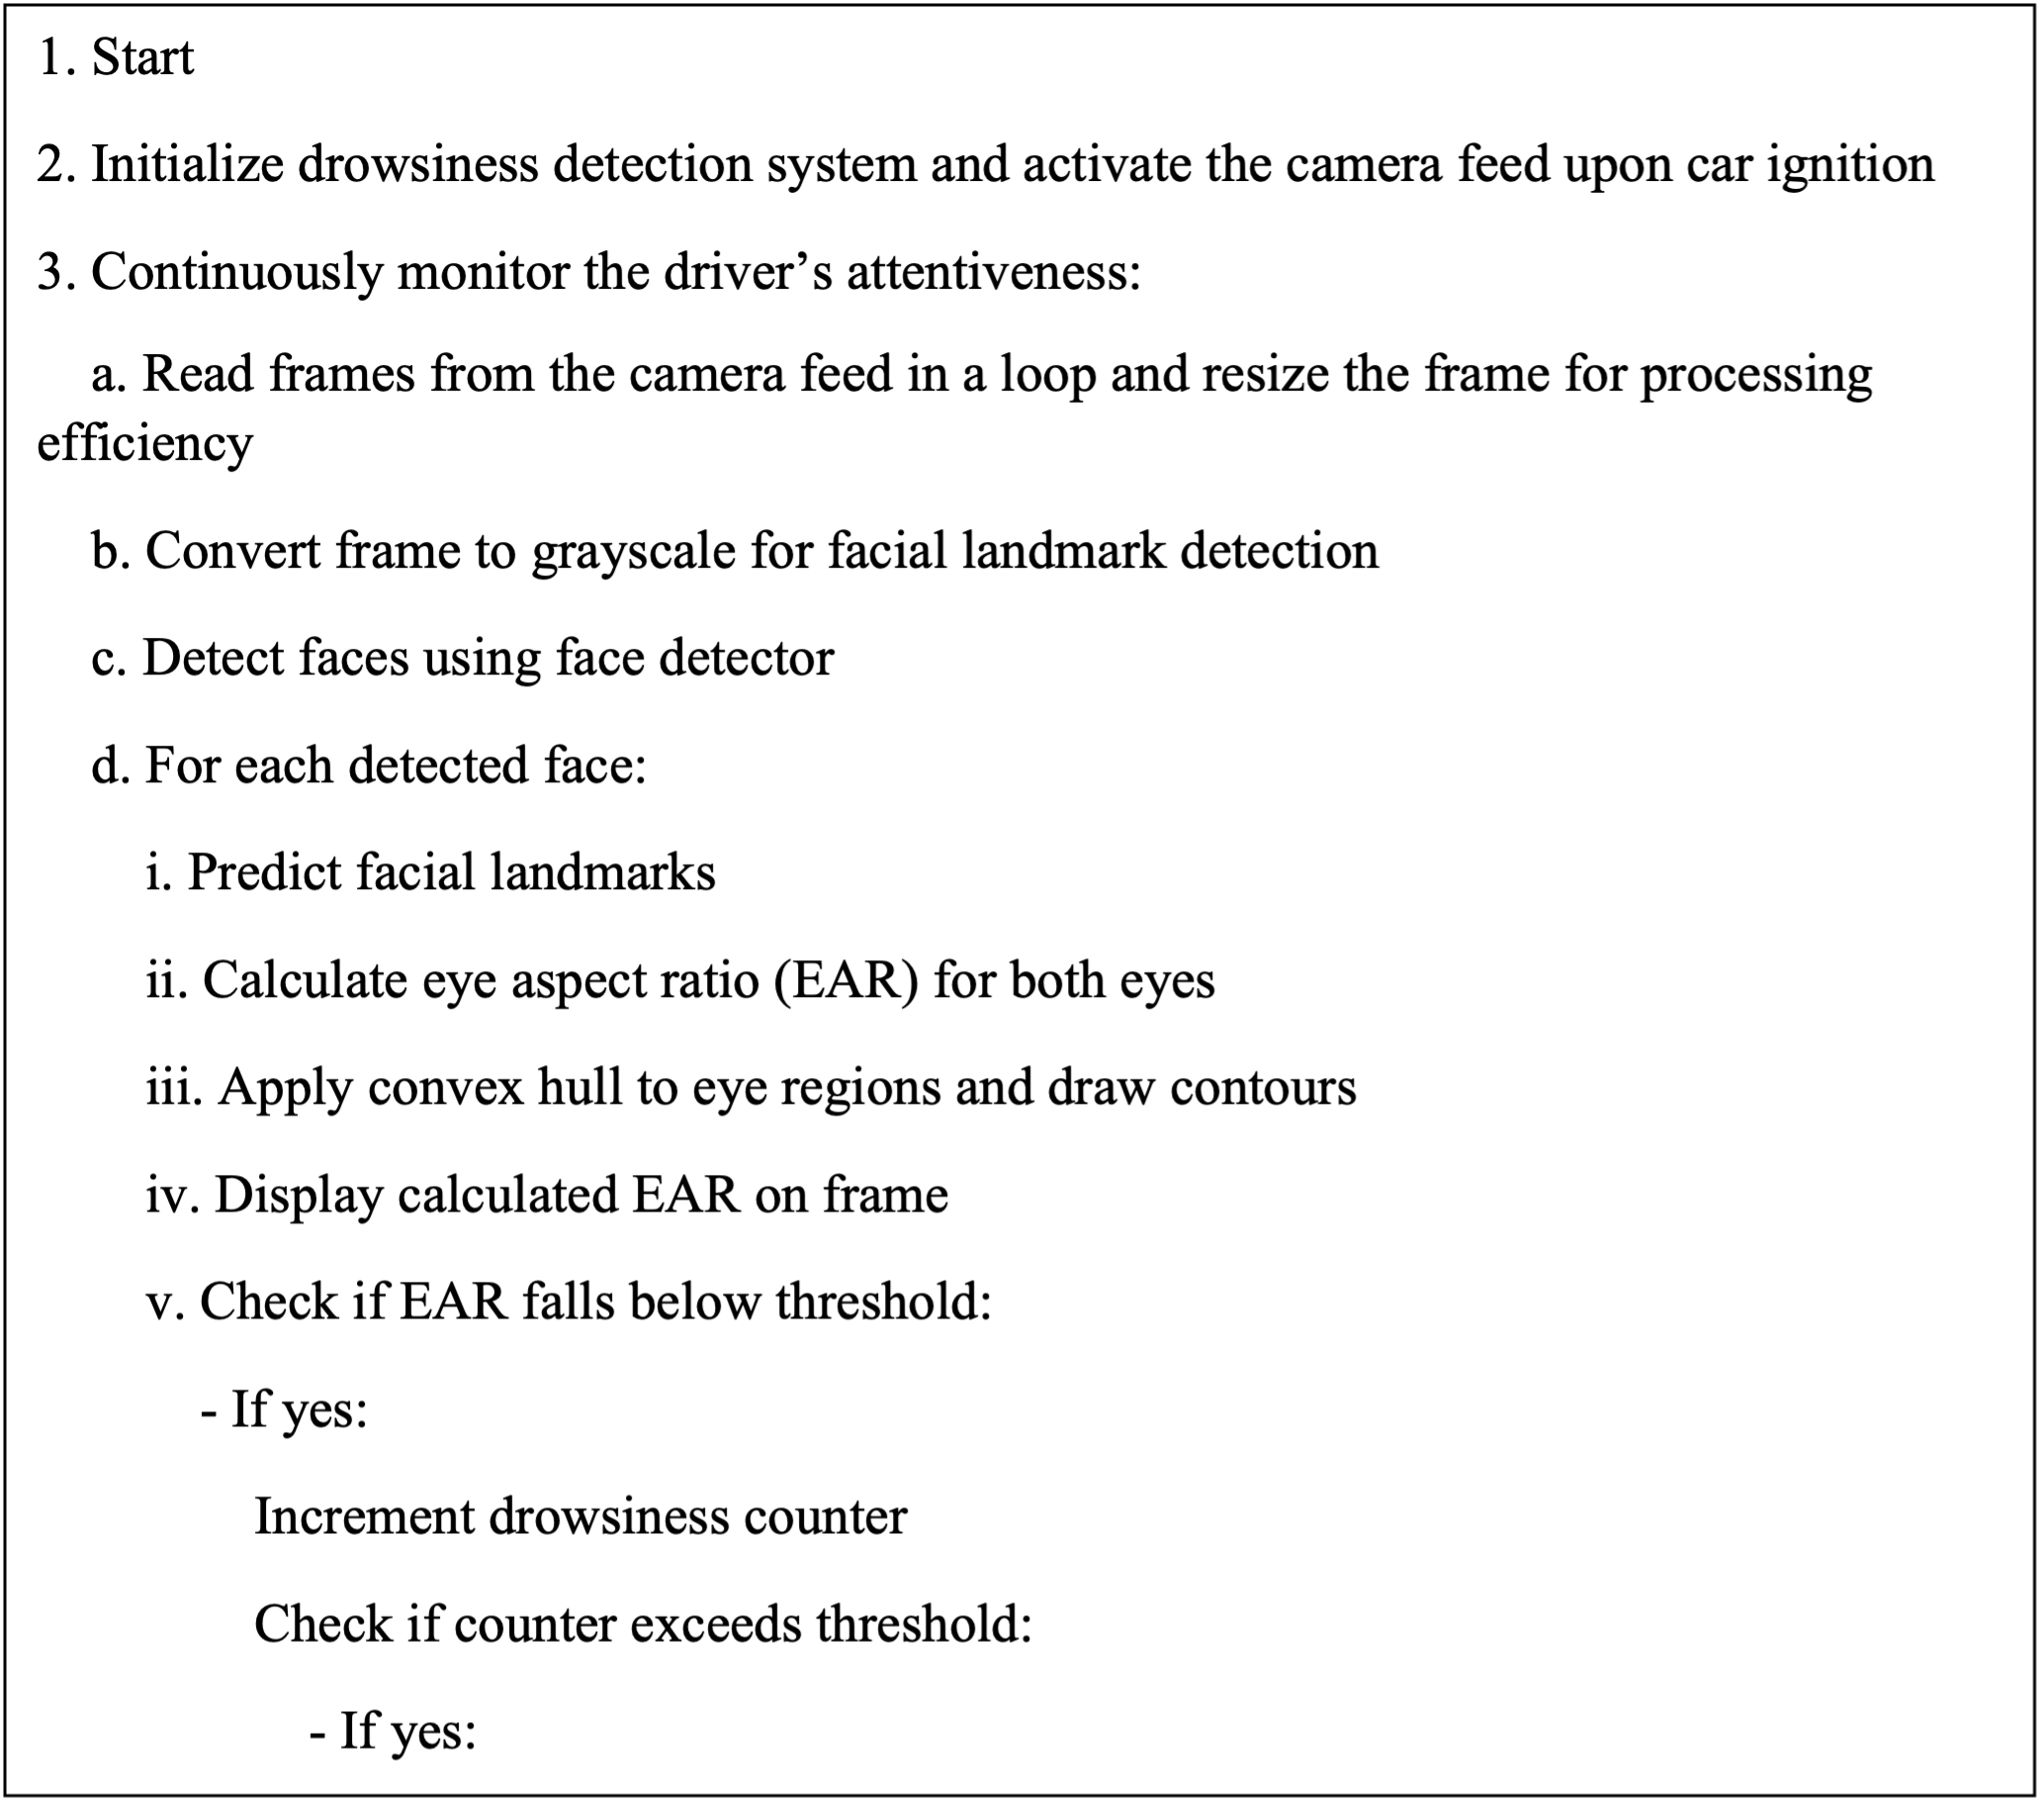 1. Start
2. Initialize drowsiness detection system and activate the camera feed upon car ignition
3. Continuously monitor the driver’s attentiveness:
a. Read frames from the camera feed in a loop and resize the frame for processing
efficiency
b. Convert frame to grayscale for facial landmark detection
c. Detect faces using face detector
d. For each detected face:
i. Predict facial landmarks
ii. Calculate eye aspect ratio (EAR) for both eyes
iii. Apply convex hull to eye regions and draw contours
iv. Display calculated EAR on frame
v. Check if EAR falls below threshold:
- If yes:
Increment drowsiness counter
Check if counter exceeds threshold:
- If yes: